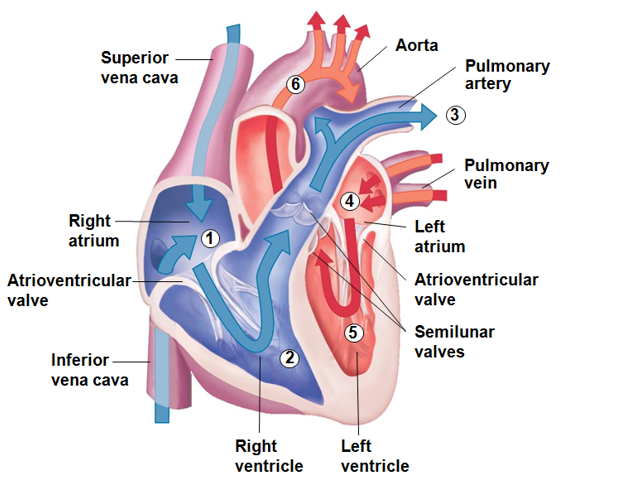 Superior
vena cava
Aorta
Pulmonary
artery
6
3
Pulmonary
vein
4
Right
atrium
1
Left
atrium
Atrioventricular
valve
Atrioventricular
valve
5
Semilunar
valves
2
Inferior
vena cava
Right
ventricle
Left
ventricle